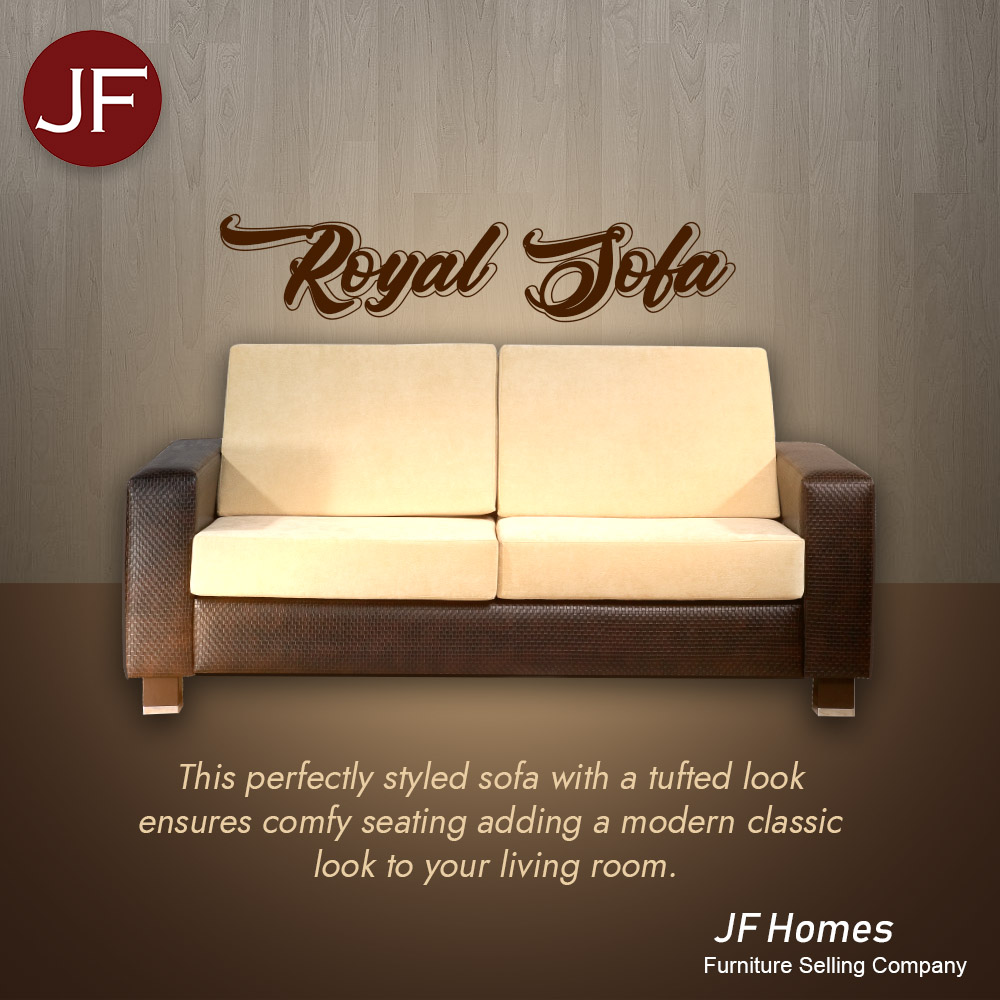 JF
Royal Sofa
This perfectly styled sofa with a tufted look
ensures comfy seating adding a modern classic
look to your living room.
JF Homes
Furniture Selling Company